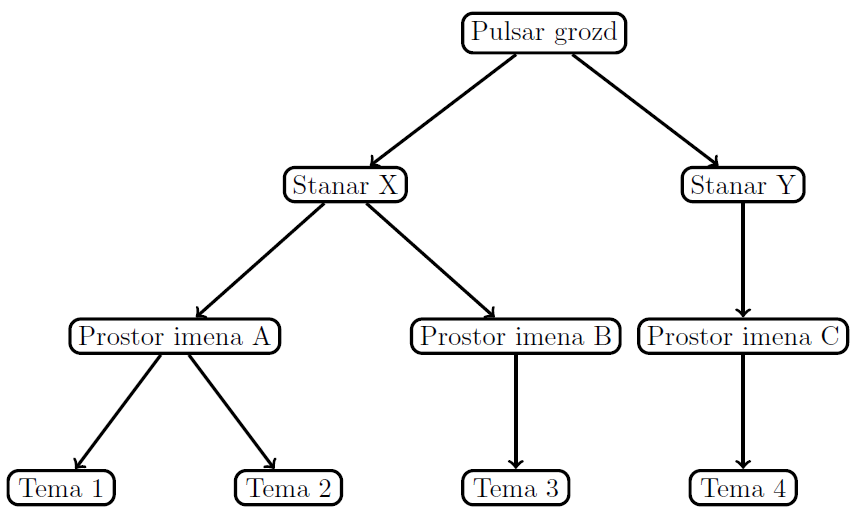 Pulsar grozd
Stanar X
Stanar Y
Prostor imena A
Prostor imena B
Prostor imena C
Tema 1
Tema 2
Tema 3
Tema 4